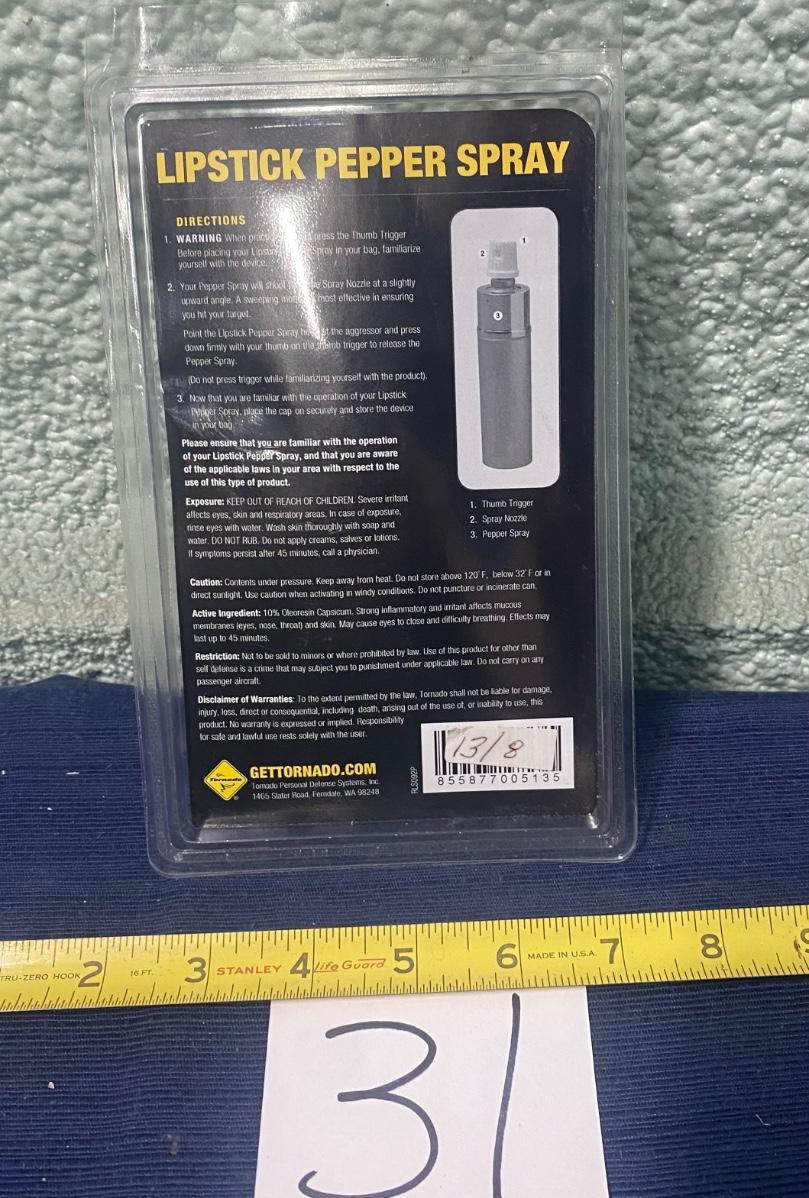 LIPSTICK PEPPER SPRAY
DIRECTIONS
1. WARNING When press the Thumb Trigger
Before placing your Spray in your bag, familiarize
yourself with the device.
2. Your Pepper Spray will Spray Nozzle at a slightly
upward angle. A sweeping most effective in ensuring
you hit your target.
Point the Lipstick Pepper Spray at the aggressor and press
down firmly with your thumb on the thumb trigger to release the
Pepper Spray.
(Do not press trigger while familiarizing yourself with the product).
3. Now that you are familiar with the operation of your Lipstick
Pepper Spray, place the cap on securely and store the device
in your bag.
Please ensure that you are familiar with the operation
of your Lipstick Pepper Spray, and that you are aware
of the applicable laws in your area with respect to the
use of this type of product.
Exposure: KEEP OUT OF REACH OF CHILDREN. Severe irritant
affects eyes, skin and respiratory areas. In case of exposure,
rinse eyes with water. Wash skin thoroughly with soap and
water. DO NOT RUB. Do not apply creams, salves or lotions.
If symptoms persist after 45 minutes, call a physician.
1
2
3
1. Thumb Trigger
2. Spray Nozzle
3. Pepper Spray
Caution: Contents under pressure. Keep away from heat. Do not store above 120°F, below 32°F or in
direct sunlight. Use caution when activating in windy conditions. Do not puncture or incinerate can.
Active Ingredient: 10% Oleoresin Capsicum. Strong inflammatory and irritant affects mucous
membranes (eyes, nose, throat) and skin. May cause eyes to close and difficulty breathing. Effects may
last up to 45 minutes.
Restriction: Not to be sold to minors or where prohibited by law. Use of this product for other than
self defense is a crime that may subject you to punishment under applicable law. Do not carry on any
passenger aircraft.
Disclaimer of Warranties: To the extent permitted by the law, Tornado shall not be liable for damage,
injury, loss, direct or consequential, including death, arising out of the use of, or inability to use, this
product. No warranty is expressed or implied. Responsibility
for safe and lawful use rests solely with the user.
Tornado
GETTORNADO.COM
Tornado Personal Defense Systems, Inc.
1465 Slater Road, Ferndale, WA 98248
RLS092P
13/8
855877005135
TRU-ZERO HOOK 2 16 FT. 3 STANLEY 4 Life Guard 5 6 MADE IN U.S.A. 7 8 9
31